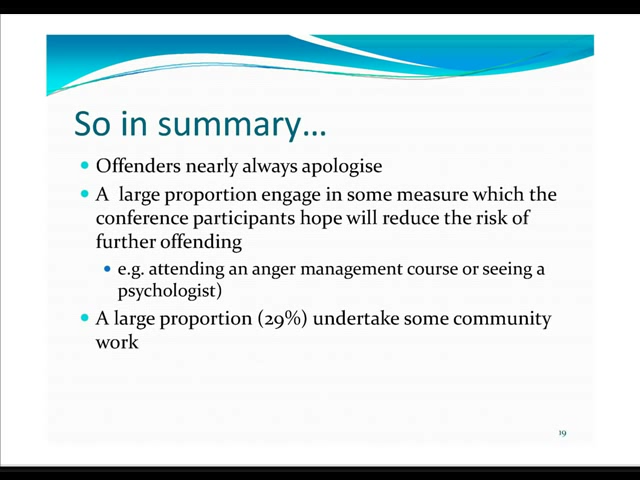 So in summary...
Offenders nearly always apologise
A large proportion engage in some measure which the
conference participants hope will reduce the risk of
further offending
e.g. attending an anger management course or seeing a
psychologist)
A large proportion (29%) undertake some community
work
19